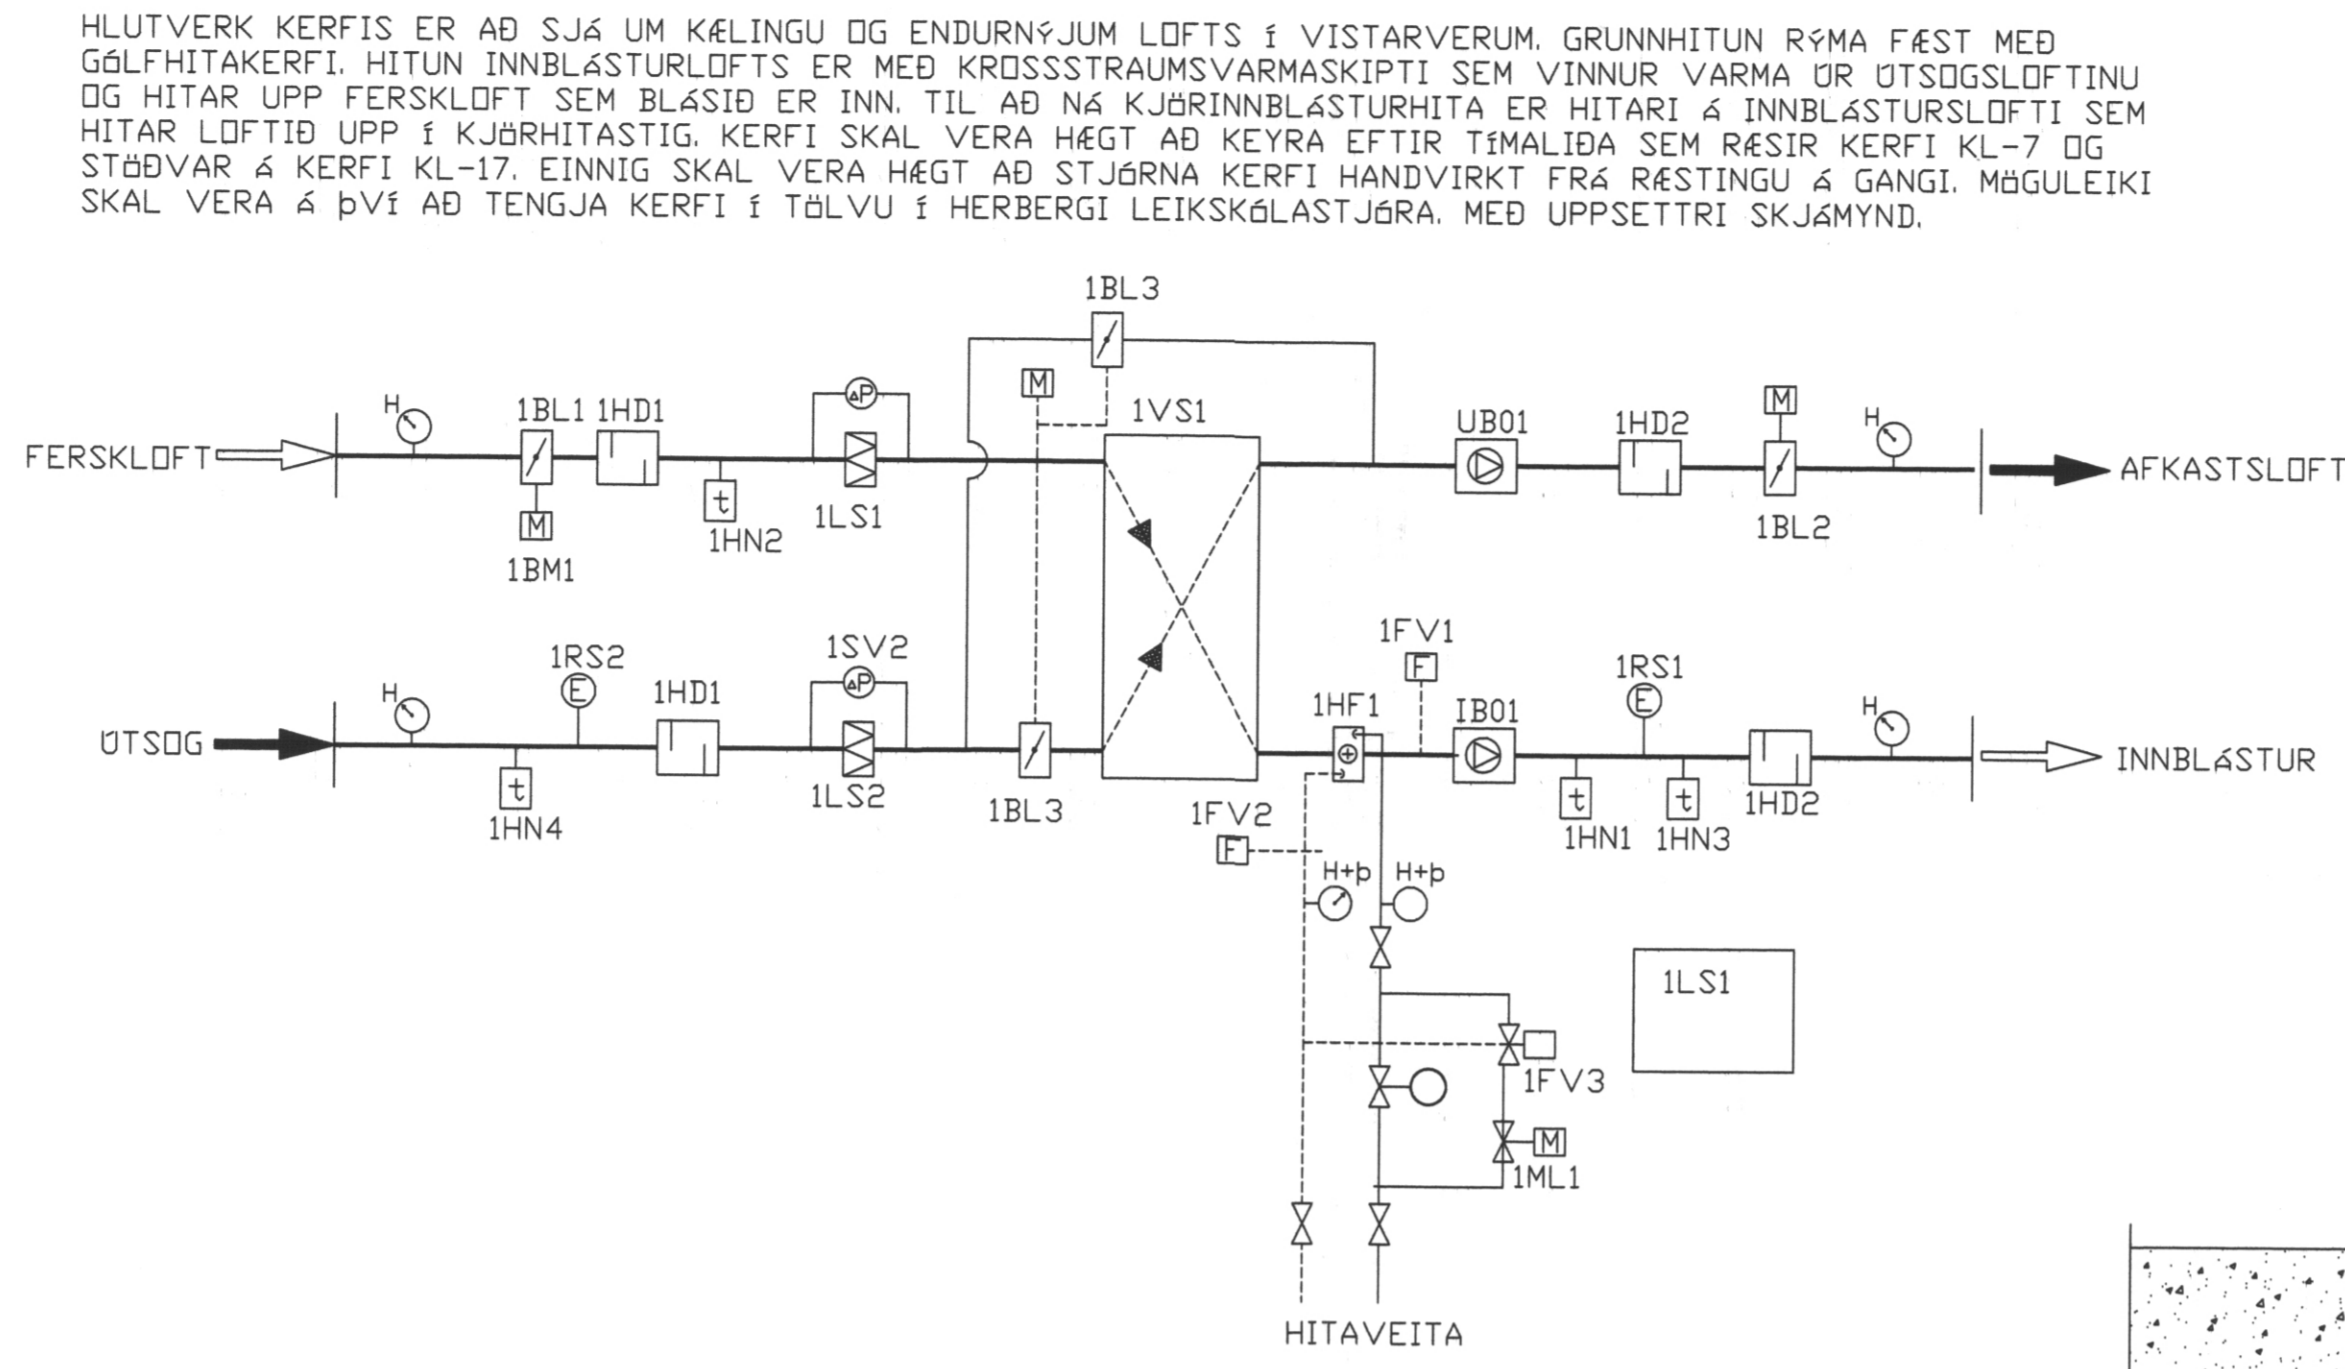 HLUTVERK KERFIS ER AÐ SJÁ UM KÆLINGU OG ENDURNÝJUM LOFTS Í VISTARVERUM. GRUNNHITUN RÝMA FÆST MEÐ
GÓLFHITAKERFI. HITUN INNBLÁSTURLOFTS ER MEÐ KROSSSTRAUMSVARMASKIPTI SEM VINNUR VARMA ÚR ÚTSOGSLOFTINU
OG HITAR UPP FERSKLOFT SEM BLÁSIÐ ER INN. TIL AÐ NÁ KJÖRINNBLÁSTURHITA ER HITARI Á INNBLÁSTURSLOFTI SEM
HITAR LOFTIÐ UPP Í KJÖRHITASTIG. KERFI SKAL VERA HÆGT AÐ KEYRA EFTIR TÍMALIÐA SEM RÆSIR KERFI KL-7 OG
STÖÐVAR Á KERFI KL-17. EINNIG SKAL VERA HÆGT AÐ STJÓRNA KERFI HANDVIRKT FRÁ RÆSTINGU Á GANGI. MÖGULEIKI
SKAL VERA Á ÞVÍ AÐ TENGJA KERFI Í TÖLVU Í HERBERGI LEIKSKÓLASTJÓRA. MEÐ UPPSETTRI SKJÁMYND.
1BL3
M
ΔP
M
H 1BL1 1HD1 1VS1 UB01 1HD2 H
FERSKLOFT AFKASTSLOFT
t
M
1LS1 1BL2
1HN2
1BM1
1SV2 1FV1
1RS2 1RS1
E ΔP F E
H 1HD1 1HF1 IB01 H
ÚTSOG INNBLÁSTUR
t t t
1LS2 1BL3 1FV2 1HD2
1HN4 1HN1 1HN3
F
H+þ H+þ
1LS1
1FV3
M
1ML1
HITAVEITA